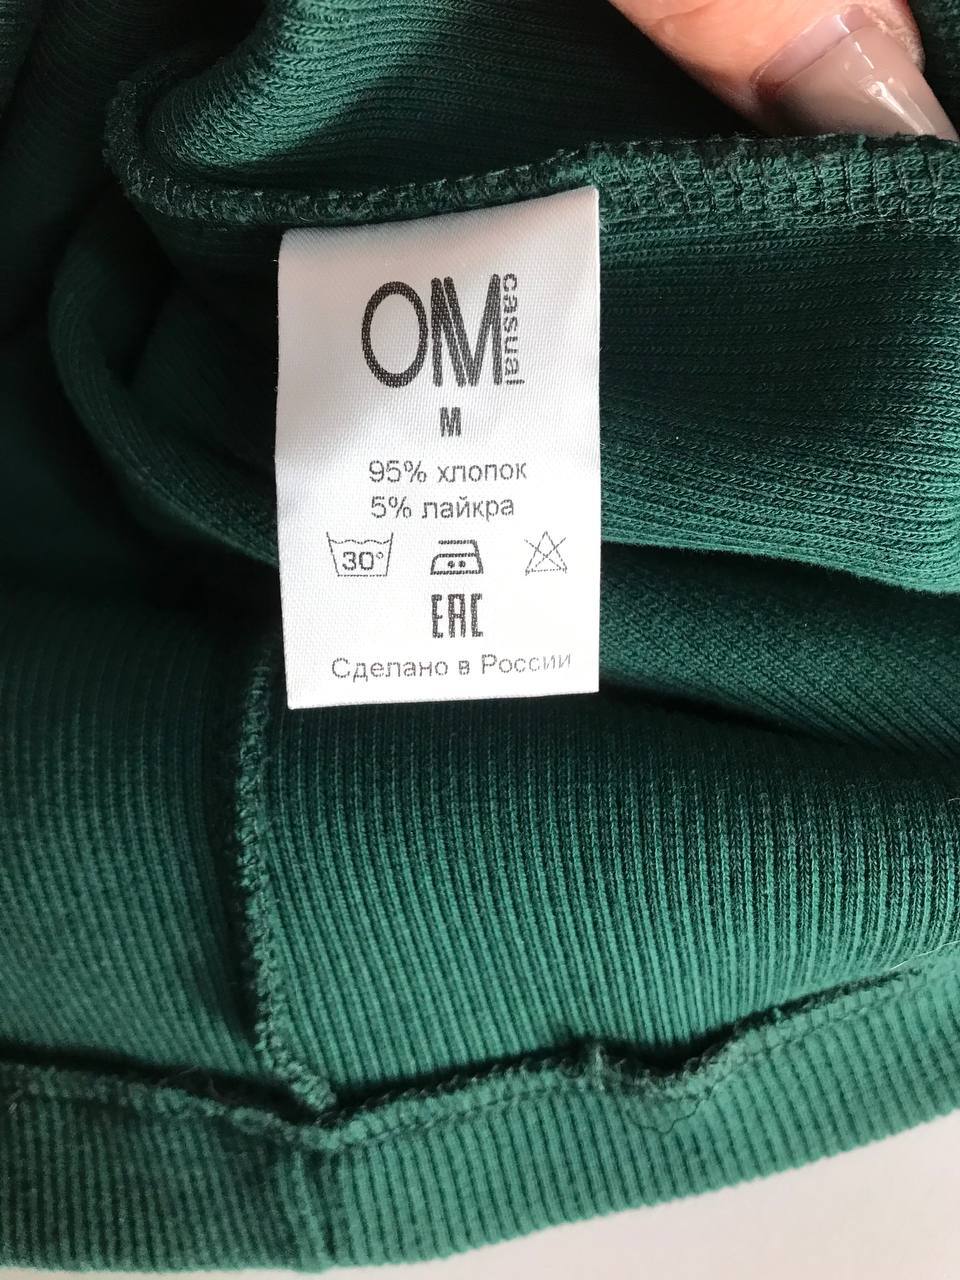 OM casual
M
95% хлопок
5% лайкра
30°
EAC
Сделано в России